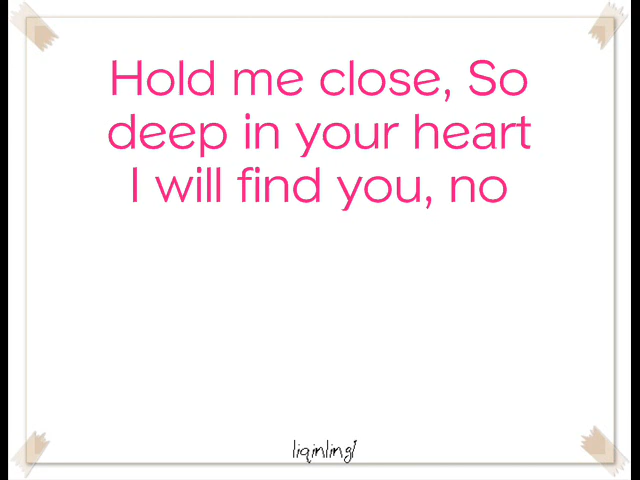 Hold me close, So
deep in your heart
I will find you, no
liqinling1